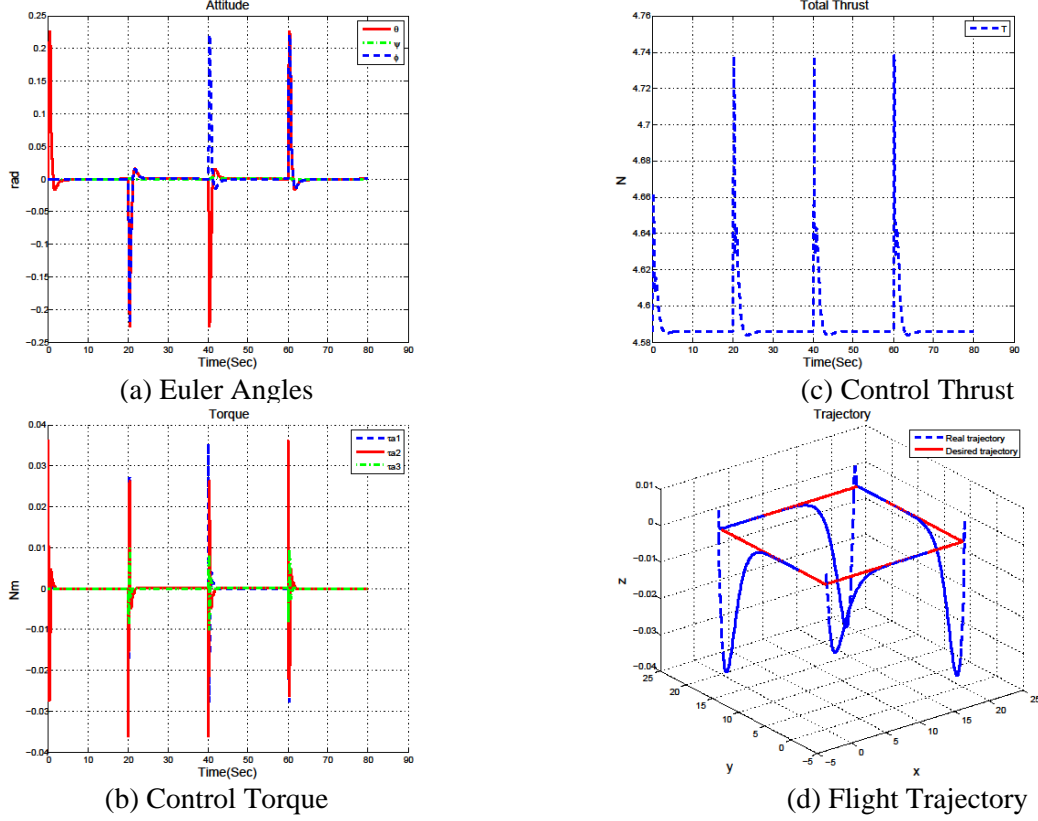 Attitude
θ
ψ
ϕ
0.25
0.2
0.15
0.1
0.05
0
−0.05
−0.1
−0.15
−0.2
−0.25
rad
0 10 20 30 40 50 60 70 80 90
Time(Sec)
(a) Euler Angles
Total Thrust
T
4.76
4.74
4.72
4.7
4.68
4.66
4.64
4.62
4.6
4.58
N
0 10 20 30 40 50 60 70 80 90
Time(Sec)
(c) Control Thrust
Torque
τa1
τa2
τa3
0.04
0.03
0.02
0.01
0
−0.01
−0.02
−0.03
−0.04
Nm
0 10 20 30 40 50 60 70 80 90
Time(Sec)
(b) Control Torque
Trajectory
Real trajectory
Desired trajectory
0.01
0
−0.01
−0.02
−0.03
−0.04
z
25
20
15
10
5
0
−5
y
−5
0
5
10
15
20
25
x
(d) Flight Trajectory